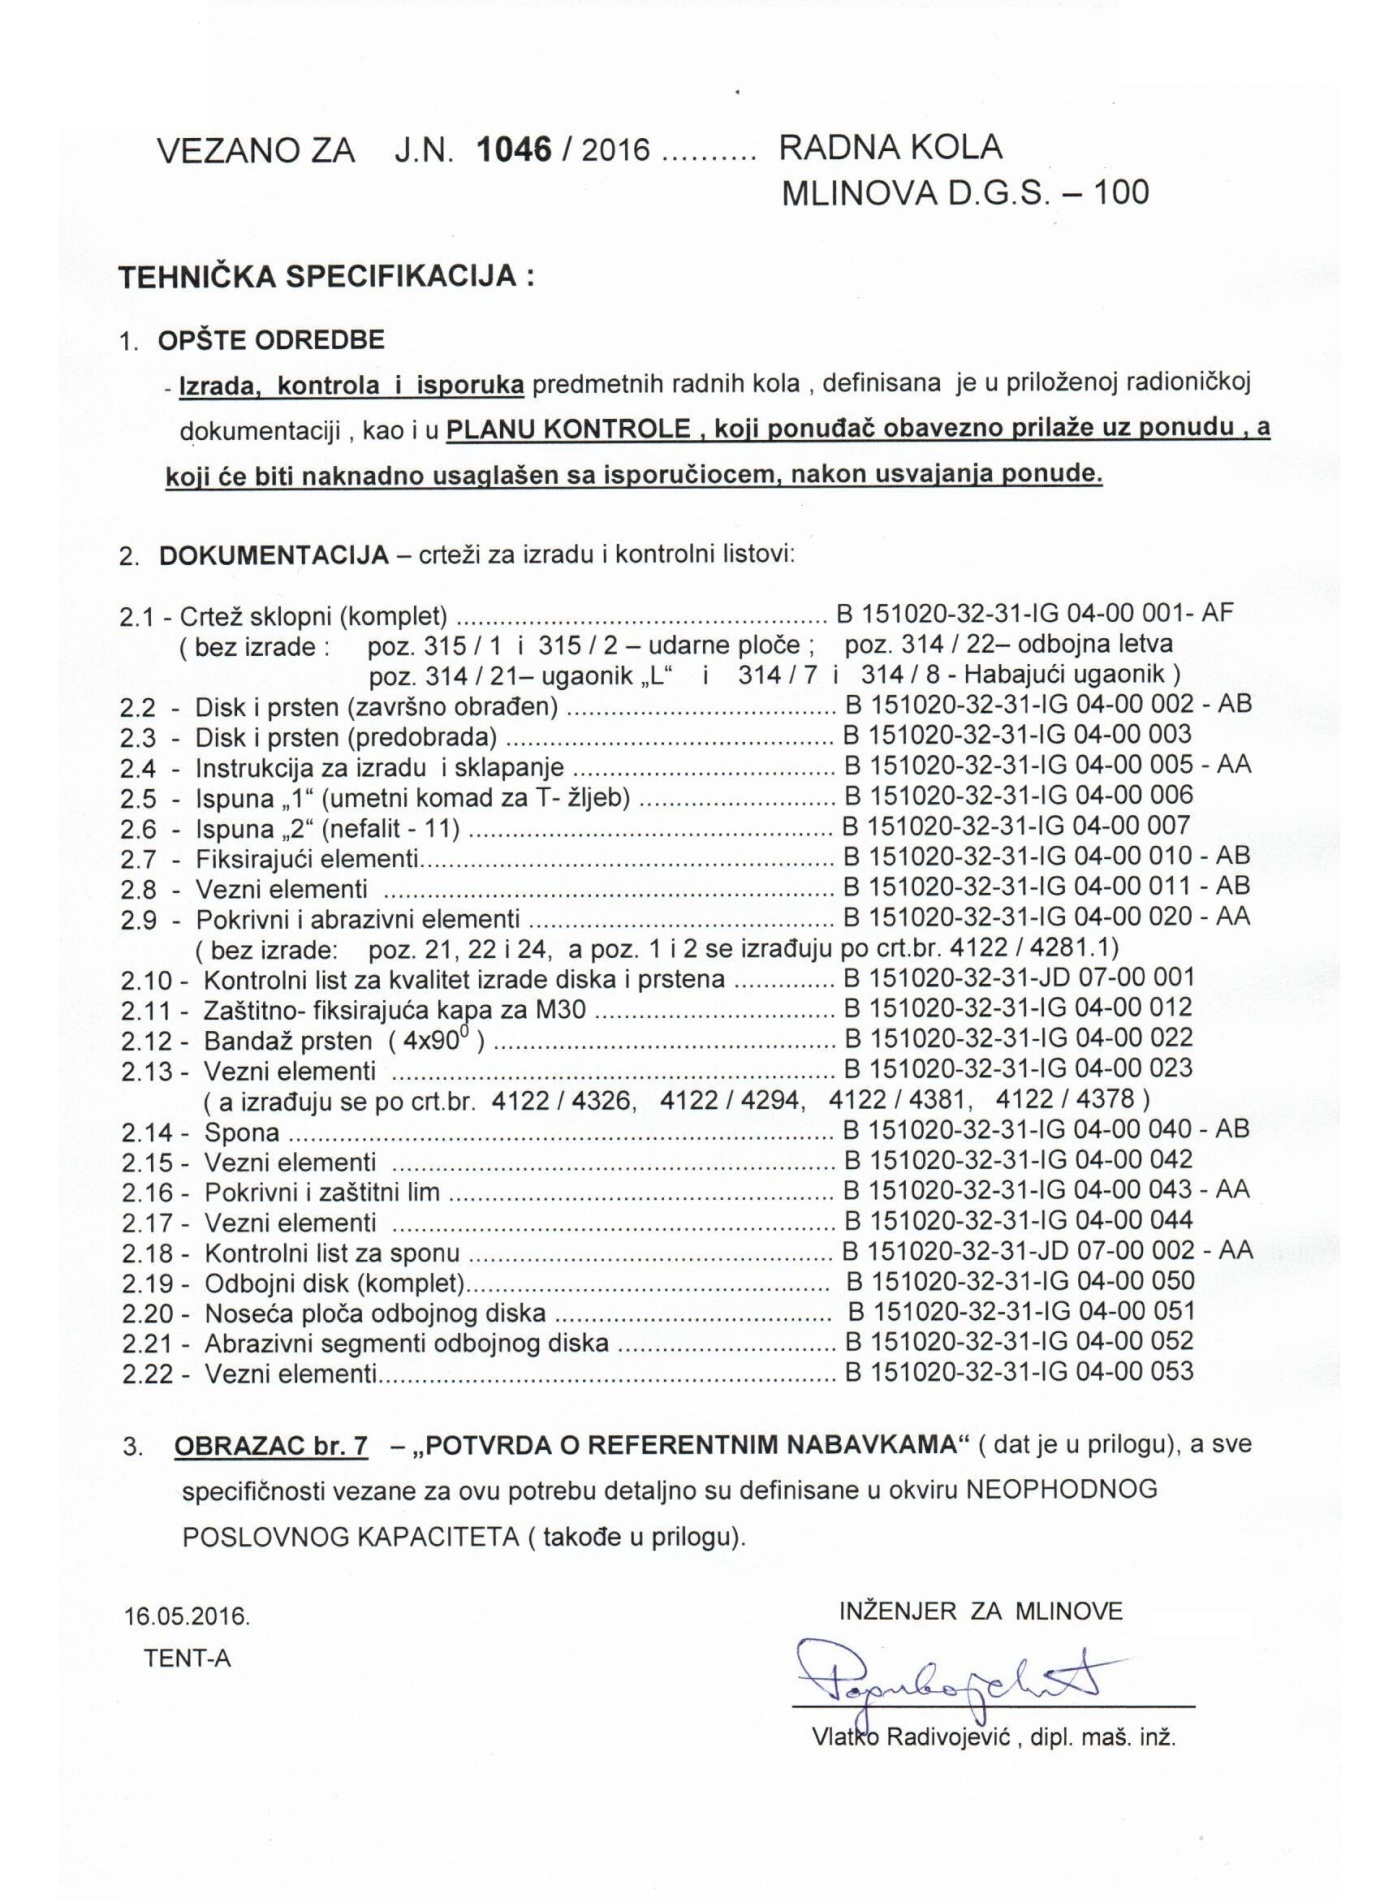 VEZANO ZA J.N. 1046 / 2016 .......... RADNA KOLA
MLINOVA D.G.S. – 100
TEHNIČKA SPECIFIKACIJA :
1. OPŠTE ODREDBE
- Izrada, kontrola i isporuka predmetnih radnih kola , definisana je u priloženoj radioničkoj
dokumentaciji , kao i u PLANU KONTROLE , koji ponuđač obavezno prilaže uz ponudu , a
koji će biti naknadno usaglašen sa isporučiocem, nakon usvajanja ponude.
2. DOKUMENTACIJA – crteži za izradu i kontrolni listovi:
2.1 - Crtež sklopni (komplet) .................................................. B 151020-32-31-IG 04-00 001- AF
( bez izrade : poz. 315 / 1 i 315 / 2 – udarne ploče ; poz. 314 / 22– odbojna letva
poz. 314 / 21– ugaonik „L“ i 314 / 7 i 314 / 8 - Habajući ugaonik )
2.2 - Disk i prsten (završno obrađen) .................................... B 151020-32-31-IG 04-00 002 - AB
2.3 - Disk i prsten (predobrada) ............................................ B 151020-32-31-IG 04-00 003
2.4 - Instrukcija za izradu i sklapanje ................................... B 151020-32-31-IG 04-00 005 - AA
2.5 - Ispuna „1“ (umetni komad za T- žljeb) .......................... B 151020-32-31-IG 04-00 006
2.6 - Ispuna „2“ (nefalit - 11) ................................................. B 151020-32-31-IG 04-00 007
2.7 - Fiksirajući elementi........................................................ B 151020-32-31-IG 04-00 010 - AB
2.8 - Vezni elementi ............................................................ B 151020-32-31-IG 04-00 011 - AB
2.9 - Pokrivni i abrazivni elementi ......................................... B 151020-32-31-IG 04-00 020 - AA
( bez izrade: poz. 21, 22 i 24, a poz. 1 i 2 se izrađuju po crt.br. 4122 / 4281.1)
2.10 - Kontrolni list za kvalitet izrade diska i prstena .............. B 151020-32-31-JD 07-00 001
2.11 - Zaštitno- fiksirajuća kapa za M30 ................................ B 151020-32-31-IG 04-00 012
2.12 - Bandaž prsten ( 4x90⁰ ) .............................................. B 151020-32-31-IG 04-00 022
2.13 - Vezni elementi ........................................................... B 151020-32-31-IG 04-00 023
( a izrađuju se po crt.br. 4122 / 4326, 4122 / 4294, 4122 / 4381, 4122 / 4378 )
2.14 - Spona ......................................................................... B 151020-32-31-IG 04-00 040 - AB
2.15 - Vezni elementi ........................................................... B 151020-32-31-IG 04-00 042
2.16 - Pokrivni i zaštitni lim .................................................... B 151020-32-31-IG 04-00 043 - AA
2.17 - Vezni elementi ........................................................... B 151020-32-31-IG 04-00 044
2.18 - Kontrolni list za sponu ................................................. B 151020-32-31-JD 07-00 002 - AA
2.19 - Odbojni disk (komplet)................................................. B 151020-32-31-IG 04-00 050
2.20 - Noseća ploča odbojnog diska ..................................... B 151020-32-31-IG 04-00 051
2.21 - Abrazivni segmenti odbojnog diska ............................. B 151020-32-31-IG 04-00 052
2.22 - Vezni elementi............................................................. B 151020-32-31-IG 04-00 053
3. OBRAZAC br. 7 – „POTVRDA O REFERENTNIM NABAVKAMA“ ( dat je u prilogu), a sve
specifičnosti vezane za ovu potrebu detaljno su definisane u okviru NEOPHODNOG
POSLOVNOG KAPACITETA ( takođe u prilogu).
16.05.2016.
INŽENJER ZA MLINOVE
TENT-A
Vlatko Radivojević , dipl. maš. inž.